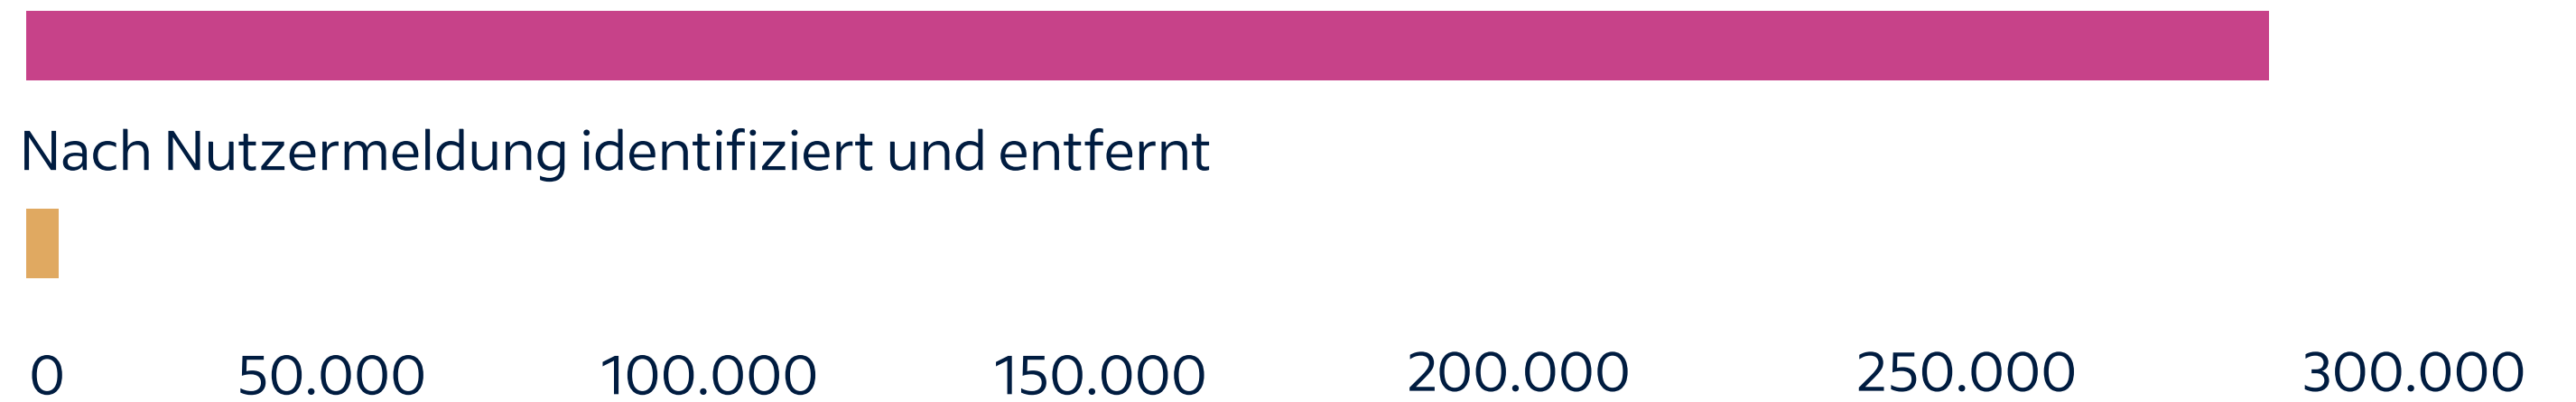 Nach Nutzermeldung identifiziert und entfernt
0 50.000 100.000 150.000 200.000 250.000 300.000